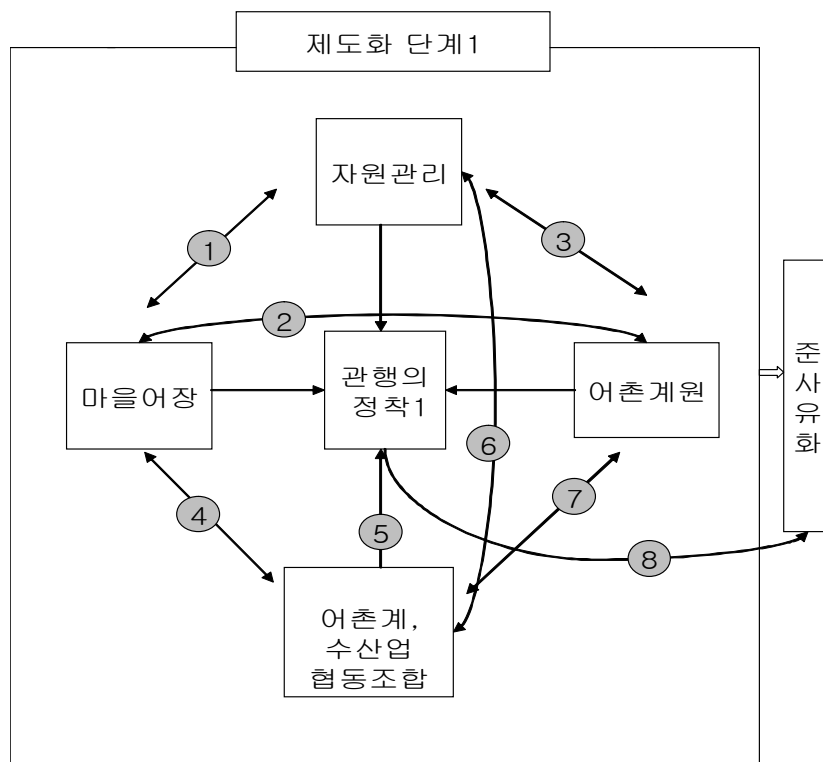 제도화 단계1
자원관리
1
3
2
마을어장
관행의
정착1
어촌계원
준
사
유
화
6
4
5
7
8
어촌계,
수산업
협동조합